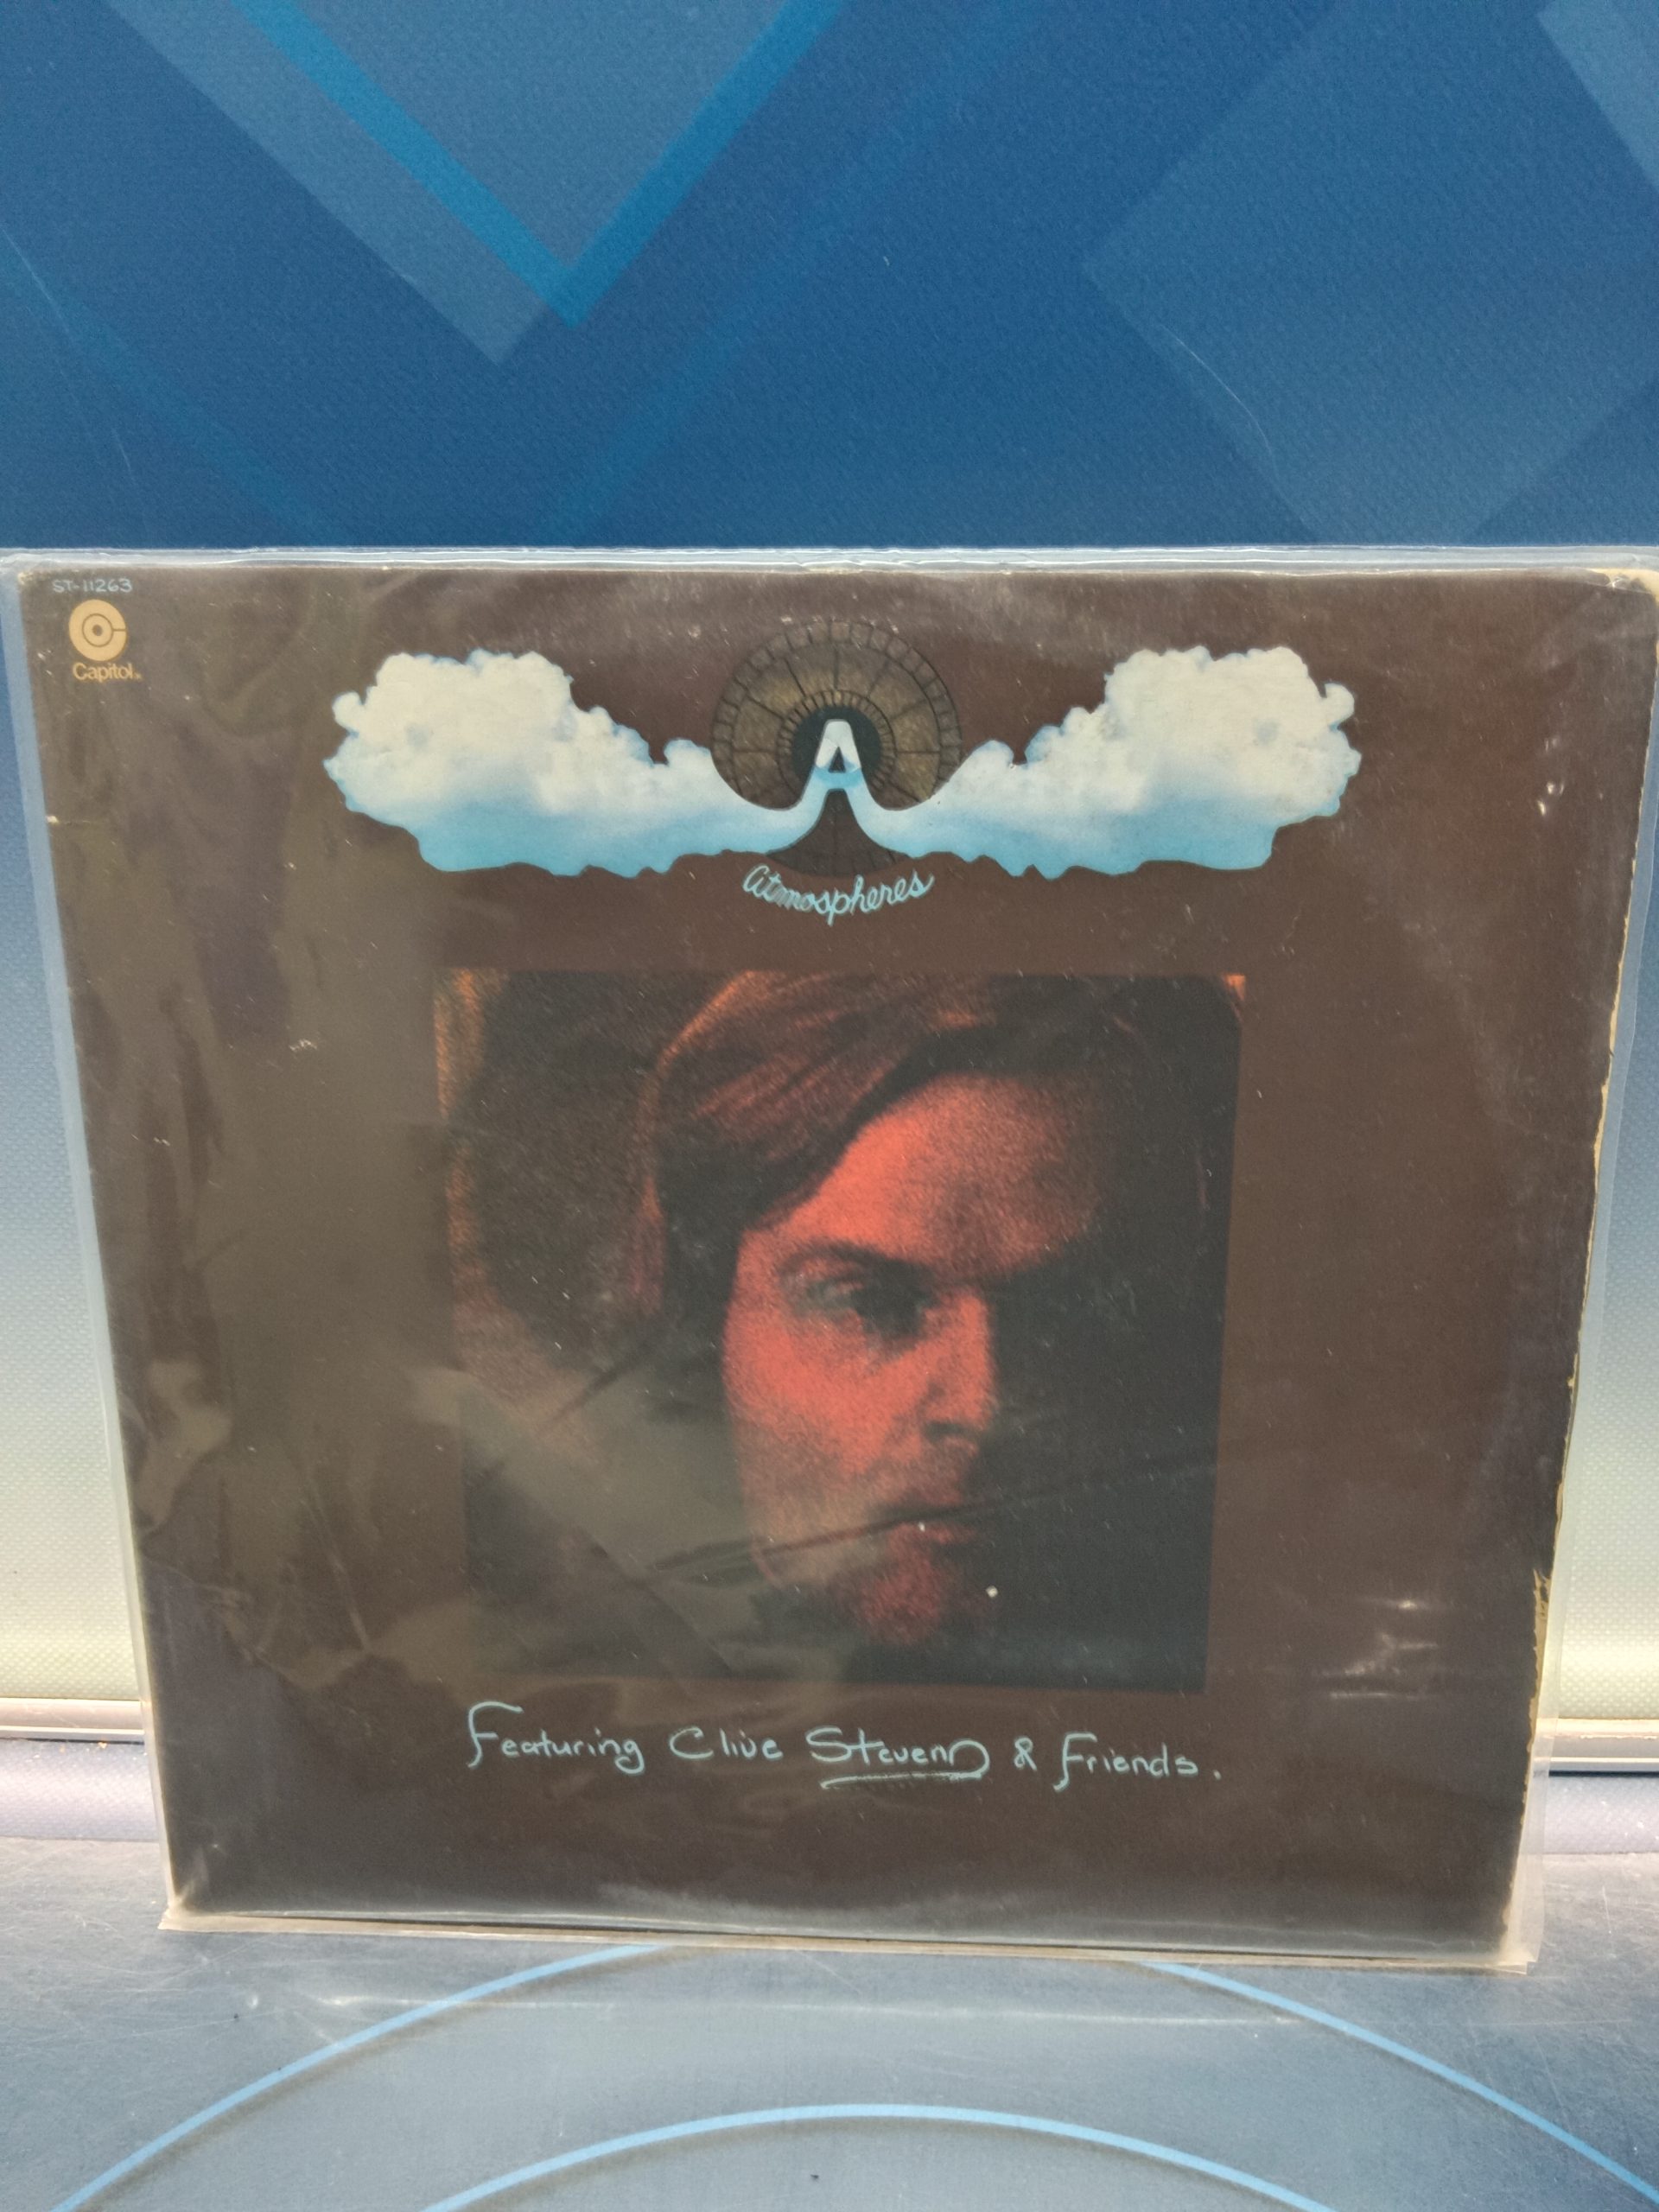 ST-11263
Capitol®
A
Atmospheres
Featuring Clive Stevens & Friends.